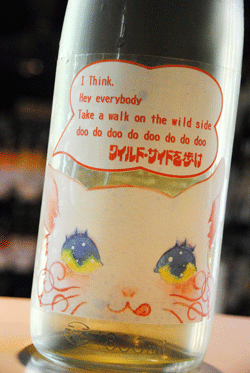 I Think.
Hey everybody
Take a walk on the wild side
doo do doo do doo do do doo
ワイルド・サイドを歩け